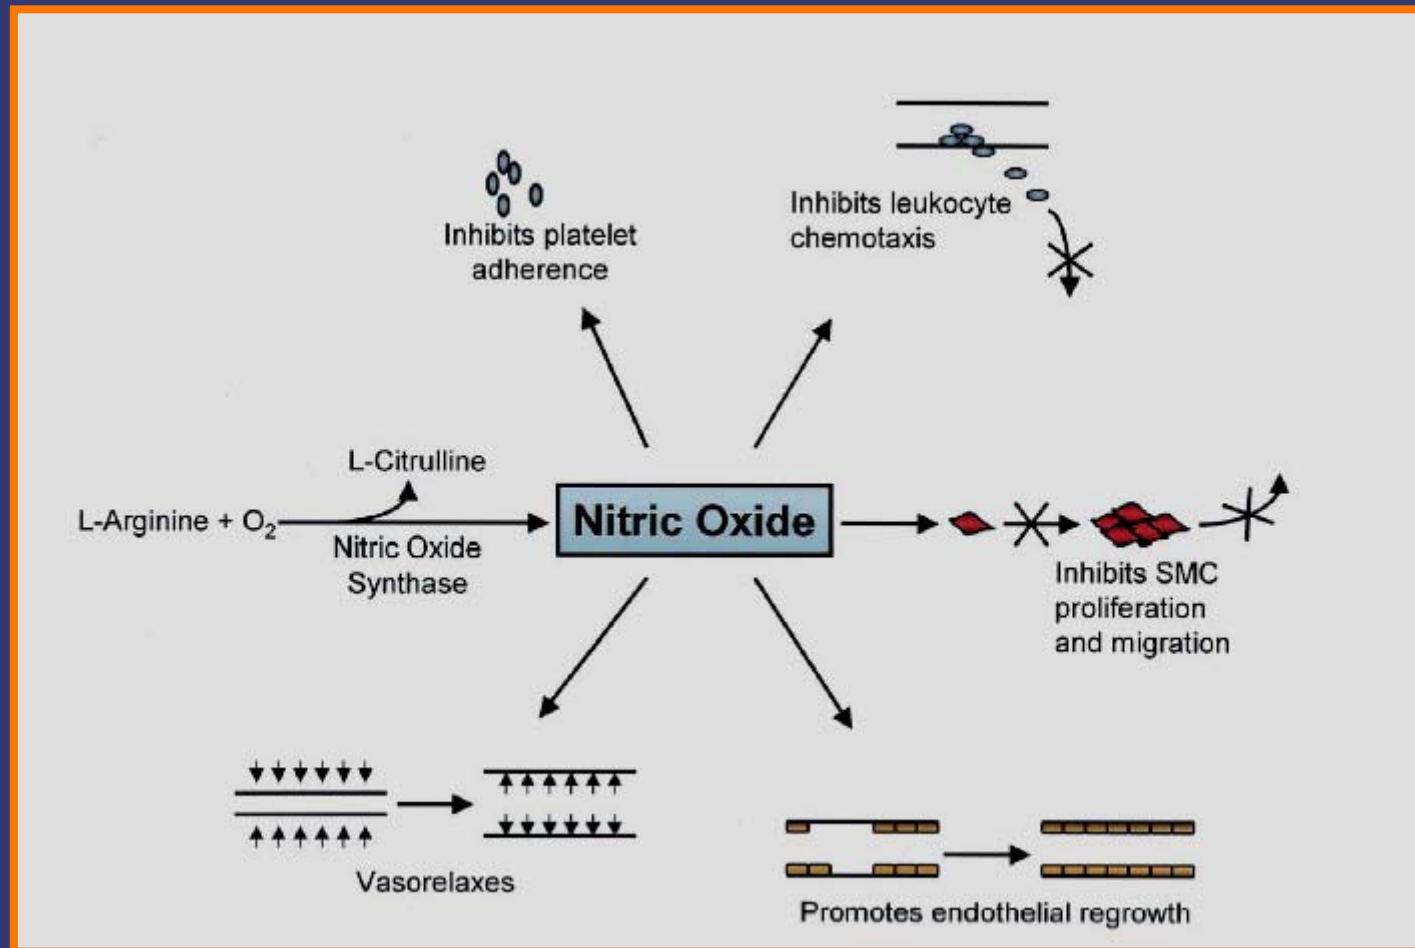 Inhibits platelet
adherence
Inhibits leukocyte
chemotaxis
L-Citrulline
L-Arginine + O₂
Nitric Oxide
Synthase
Nitric Oxide
Inhibits SMC
proliferation
and migration
Vasorelaxes
Promotes endothelial regrowth